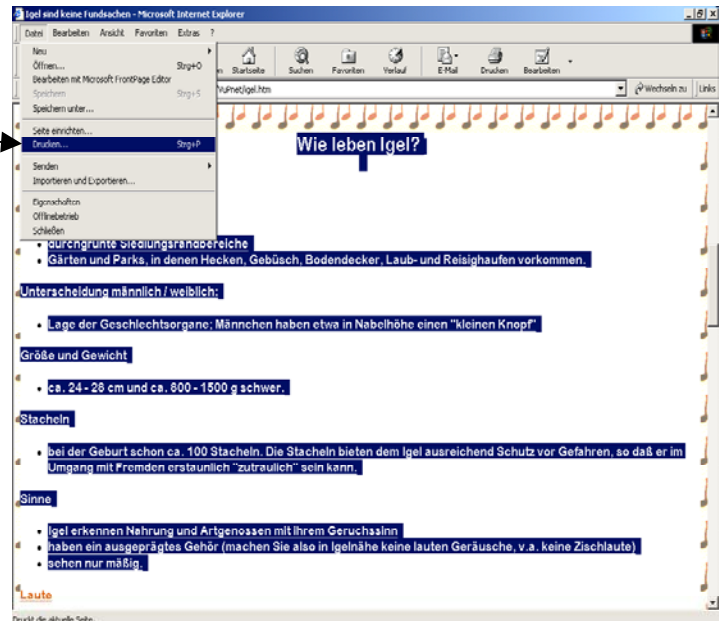 Igel sind keine Fundsachen - Microsoft Internet Explorer
Datei Bearbeiten Ansicht Favoriten Extras ?
Neu
Öffnen... Strg+O
Bearbeiten mit Microsoft FrontPage Editor
Speichern Strg+S
Speichern unter...
Seite einrichten...
Drucken... Strg+P
Senden
Importieren und Exportieren...
Eigenschaften
Offlinebetrieb
Schließen
Startseite Suchen Favoriten Verlauf E-Mail Drucken Bearbeiten
/igel.htm Wechseln zu Links
Wie leben Igel?
durchgrünte Siedlungsrandbereiche
Gärten und Parks, in denen Hecken, Gebüsch, Bodendecker, Laub- und Reisighaufen vorkommen.
Unterscheidung männlich / weiblich:
Lage der Geschlechtsorgane; Männchen haben etwa in Nabelhöhe einen "kleinen Knopf"
Größe und Gewicht
ca. 24 - 28 cm und ca. 800 - 1500 g schwer.
Stacheln
bei der Geburt schon ca. 100 Stacheln. Die Stacheln bieten dem Igel ausreichend Schutz vor Gefahren, so daß er im
Umgang mit Fremden erstaunlich "zutraulich" sein kann.
Sinne
Igel erkennen Nahrung und Artgenossen mit ihrem Geruchssinn
haben ein ausgeprägtes Gehör (machen Sie also in Igelnähe keine lauten Geräusche, v.a. keine Zischlaute)
sehen nur mäßig.
Laute
Druckt die aktuelle Seite.